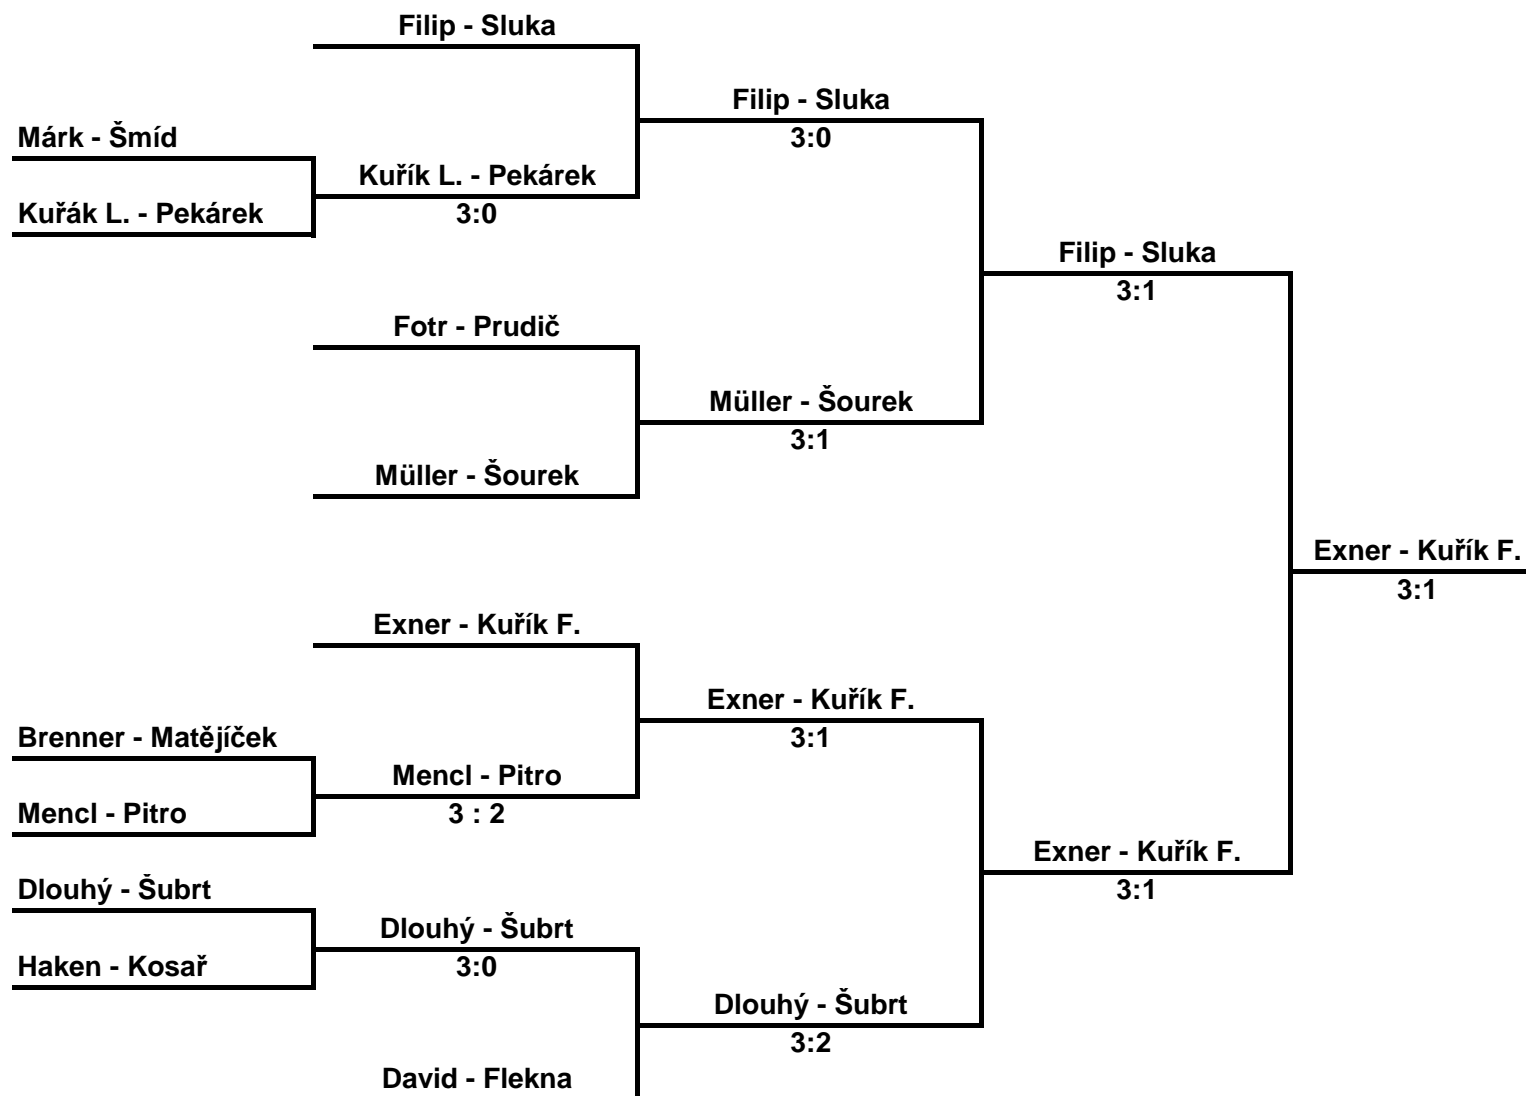 Filip - Sluka
Filip - Sluka
Márk - Šmíd
3:0
Kuřík L. - Pekárek
Kuřák L. - Pekárek
3:0
Filip - Sluka
3:1
Fotr - Prudič
Müller - Šourek
3:1
Müller - Šourek
Exner - Kuřík F.
3:1
Exner - Kuřík F.
Exner - Kuřík F.
Brenner - Matějíček
3:1
Mencl - Pitro
Mencl - Pitro
3 : 2
Exner - Kuřík F.
Dlouhý - Šubrt
3:1
Dlouhý - Šubrt
Haken - Kosař
3:0
Dlouhý - Šubrt
3:2
David - Flekna